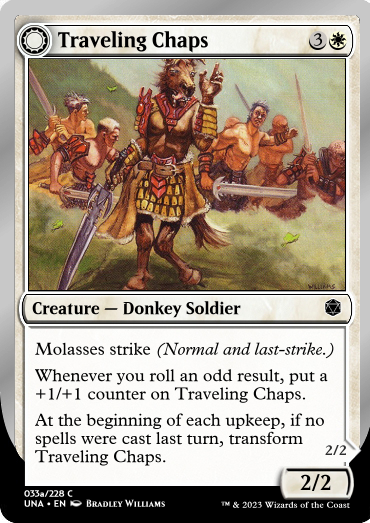 Traveling Chaps
3
WILLIAMS
Creature — Donkey Soldier
Molasses strike (Normal and last-strike.)
Whenever you roll an odd result, put a
+1/+1 counter on Traveling Chaps.
At the beginning of each upkeep, if no
spells were cast last turn, transform
Traveling Chaps.
2/2
2/2
033a/228 C
UNA • EN BRADLEY WILLIAMS
™ & © 2023 Wizards of the Coast